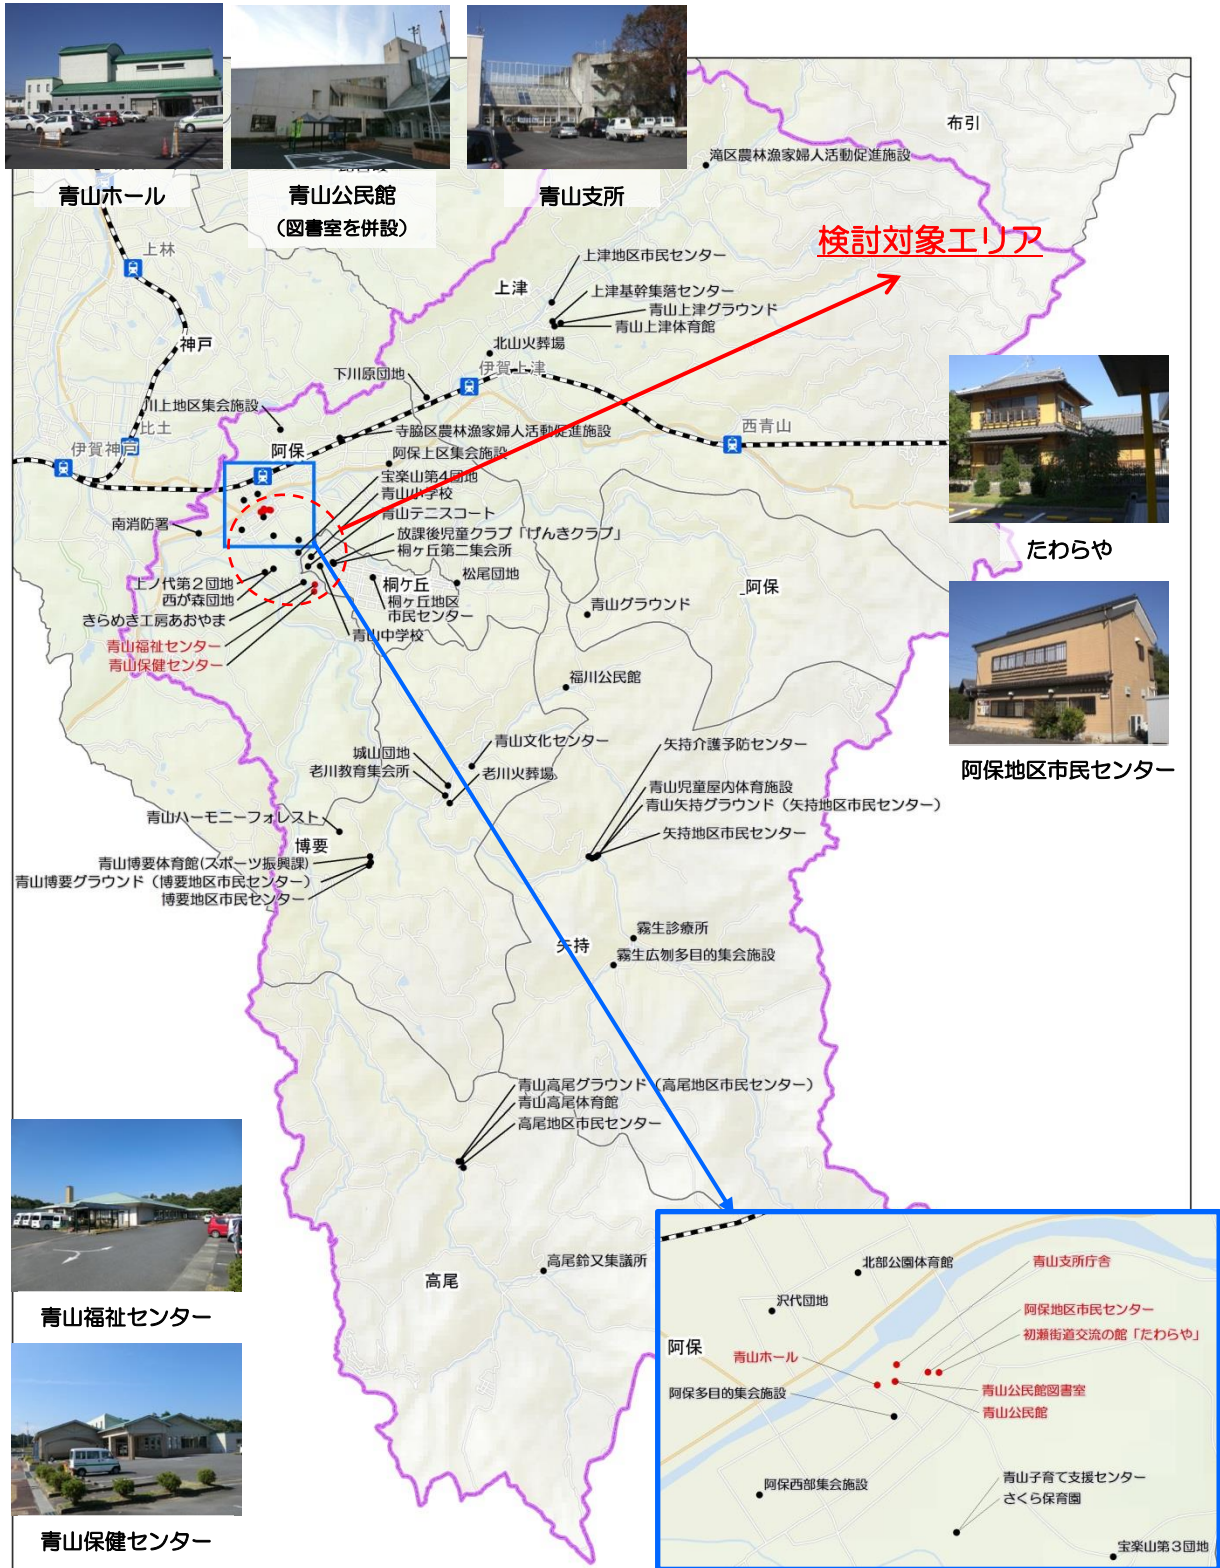 青山ホール
青山公民館
（図書室を併設）
青山支所
布引
滝区農林漁家婦人活動促進施設
検討対象エリア
上林
上津地区市民センター
上津
上津基幹集落センター
青山上津グラウンド
青山上津体育館
神戸
北山火葬場
伊賀上津
下川原団地
川上地区集会施設
比土
伊賀神戸
西青山
寺脇区農林漁家婦人活動促進施設
阿保
阿保上区集会施設
宝楽山第4団地
青山小学校
青山テニスコート
南消防署
放課後児童クラブ「げんきクラブ」
桐ヶ丘第二集会所
たわらや
松尾団地
桐ケ丘
上ノ代第２団地
西が森団地
桐ヶ丘地区
市民センター
阿保
青山グラウンド
きらめき工房あおやま
青山中学校
青山福祉センター
青山保健センター
福川公民館
青山文化センター
矢持介護予防センター
城山団地
老川教育集会所
老川火葬場
阿保地区市民センター
青山児童屋内体育施設
青山矢持グラウンド（矢持地区市民センター）
青山ハーモニーフォレスト
矢持地区市民センター
博要
青山博要体育館(スポーツ振興課)
青山博要グラウンド（博要地区市民センター）
博要地区市民センター
霧生診療所
矢持
霧生広刎多目的集会施設
青山高尾グラウンド（高尾地区市民センター）
青山高尾体育館
高尾地区市民センター
高尾鈴又集議所
高尾
青山福祉センター
青山保健センター
北部公園体育館
青山支所庁舎
沢代団地
阿保地区市民センター
初瀬街道交流の館「たわらや」
阿保
青山ホール
阿保多目的集会施設
青山公民館図書室
青山公民館
阿保西部集会施設
青山子育て支援センター
さくら保育園
宝楽山第３団地